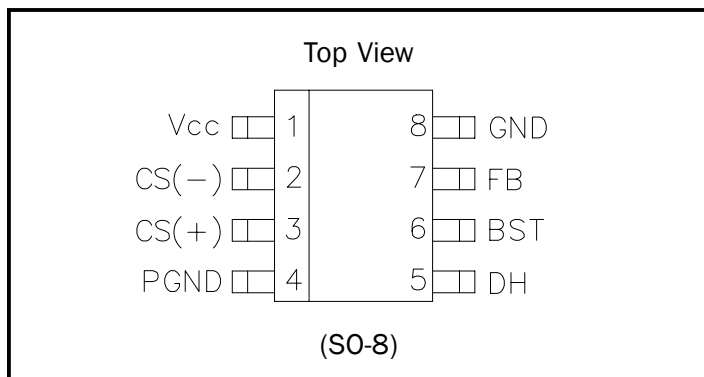 Top View
Vcc 1 8 GND
CS(-) 2 7 FB
CS(+) 3 6 BST
PGND 4 5 DH
(SO-8)